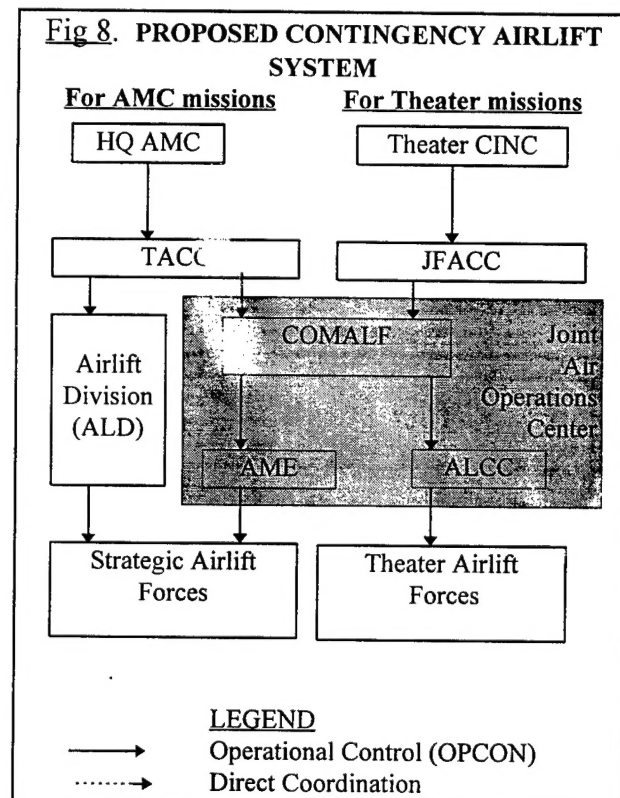 Fig 8. PROPOSED CONTINGENCY AIRLIFT
SYSTEM
For AMC missions
For Theater missions
HQ AMC
Theater CINC
TACC
JFACC
COMALF
Joint
Air
Operations
Center
Airlift
Division
(ALD)
AME
ALCC
Strategic Airlift
Forces
Theater Airlift
Forces
LEGEND
Operational Control (OPCON)
Direct Coordination